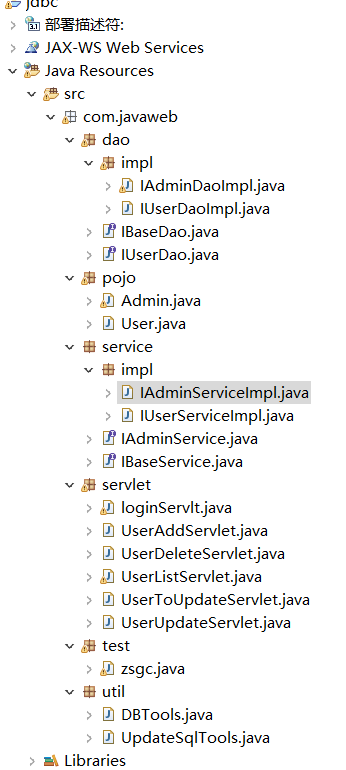 jdbc
部署描述符:
JAX-WS Web Services
Java Resources
src
com.javaweb
dao
impl
IAdminDaoImpl.java
IUserDaoImpl.java
IBaseDao.java
IUserDao.java
pojo
Admin.java
User.java
service
impl
IAdminServiceImpl.java
IUserServiceImpl.java
IAdminService.java
IBaseService.java
servlet
loginServlt.java
UserAddServlet.java
UserDeleteServlet.java
UserListServlet.java
UserToUpdateServlet.java
UserUpdateServlet.java
test
zsgc.java
util
DBTools.java
UpdateSqlTools.java
Libraries